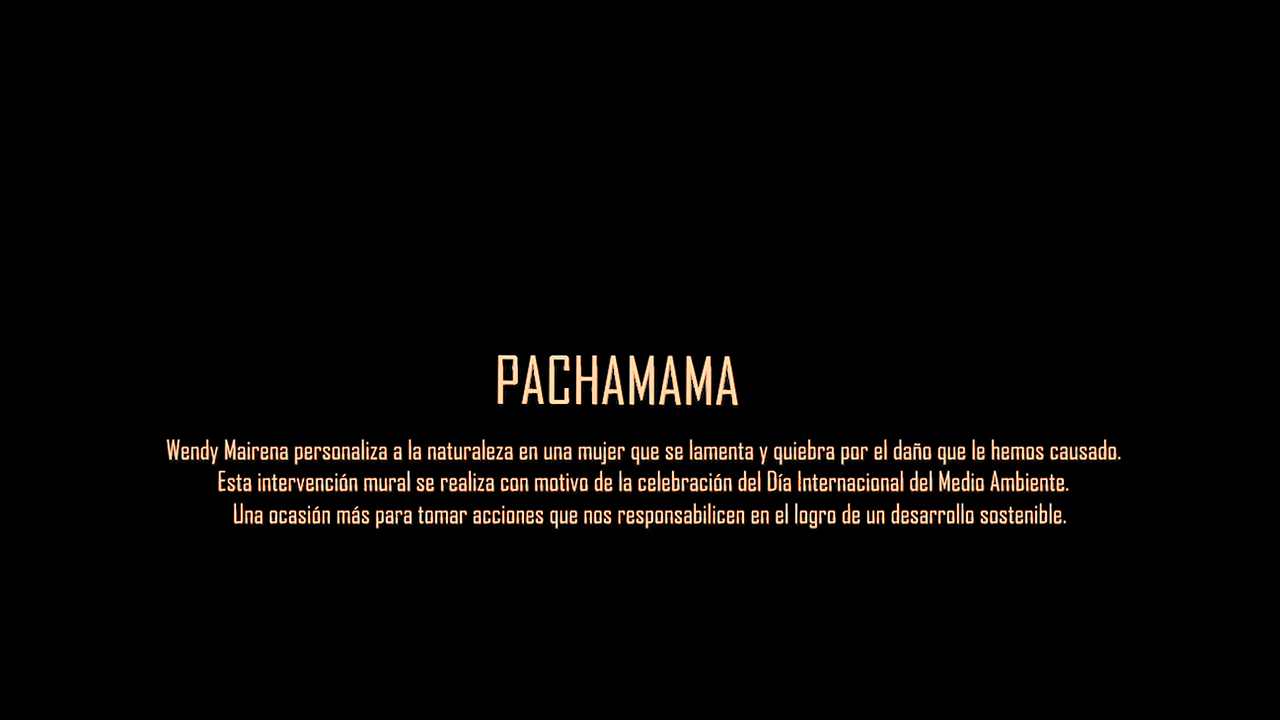 PACHAMAMA
Wendy Mairena personaliza a la naturaleza en una mujer que se lamenta y quiebra por el daño que le hemos causado.
Esta intervención mural se realiza con motivo de la celebración del Día Internacional del Medio Ambiente.
Una ocasión más para tomar acciones que nos responsabilicen en el logro de un desarrollo sostenible.